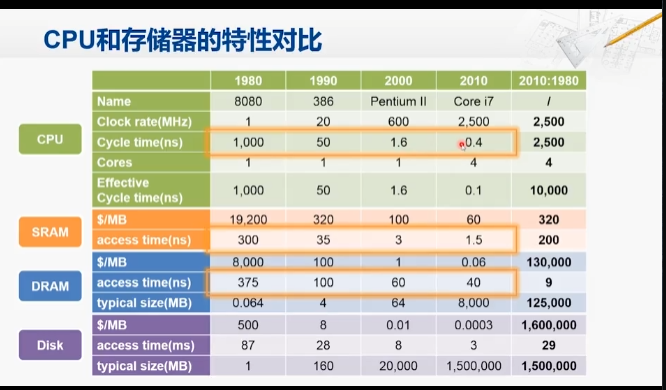 CPU和存储器的特性对比
1980 1990 2000 2010 2010:1980
CPU
Name 8080 386 Pentium II Core i7 /
Clock rate(MHz) 1 20 600 2,500 2,500
Cycle time(ns) 1,000 50 1.6 0.4 2,500
Cores 1 1 1 4 4
Effective
Cycle time(ns) 1,000 50 1.6 0.1 10,000
SRAM
$/MB 19,200 320 100 60 320
access time(ns) 300 35 3 1.5 200
DRAM
$/MB 8,000 100 1 0.06 130,000
access time(ns) 375 100 60 40 9
typical size(MB) 0.064 4 64 8,000 125,000
Disk
$/MB 500 8 0.01 0.0003 1,600,000
access time(ms) 87 28 8 3 29
typical size(MB) 1 160 20,000 1,500,000 1,500,000